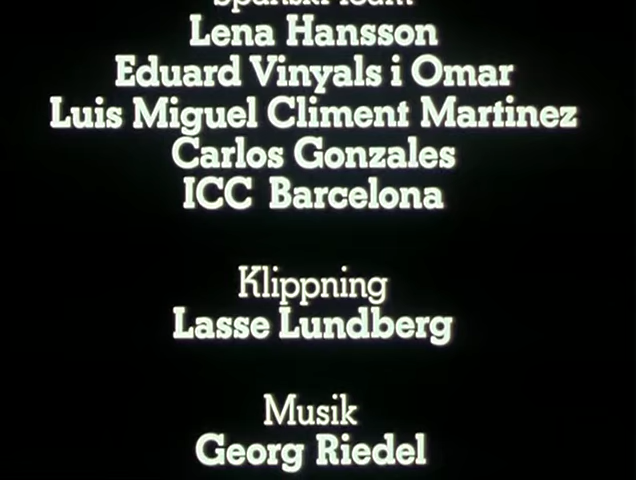 Lena Hansson
Eduard Vinyals i Omar
Luis Miguel Climent Martinez
Carlos Gonzales
ICC Barcelona
Klippning
Lasse Lundberg
Musik
Georg Riedel